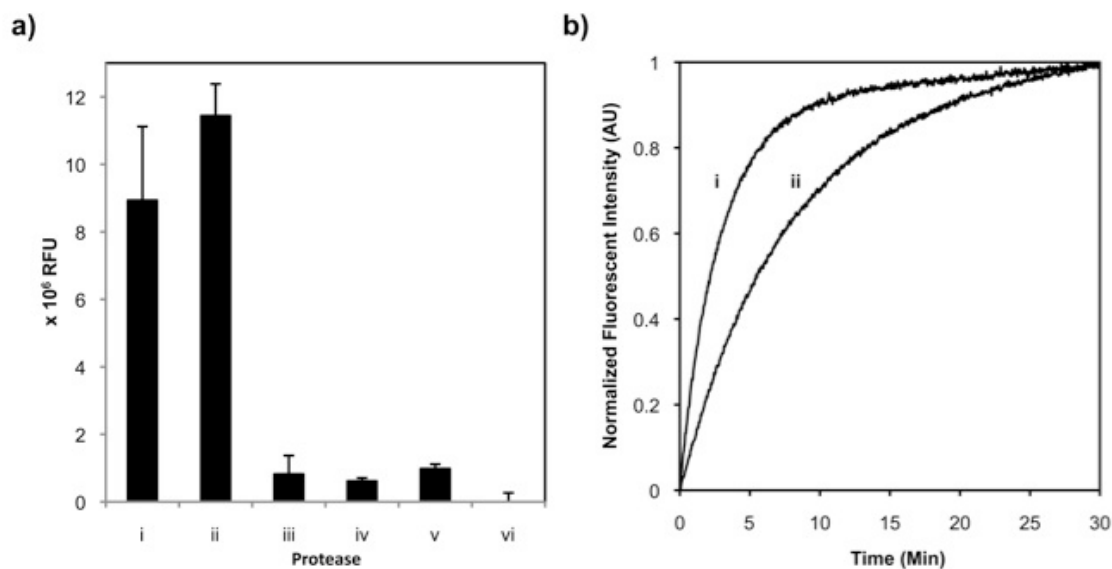 a)
12
10
8
6
4
2
0
x 10⁶ RFU
i ii iii iv v vi
Protease
b)
1
0.8
0.6
0.4
0.2
0
Normalized Fluorescent Intensity (AU)
i
ii
0 5 10 15 20 25 30
Time (Min)